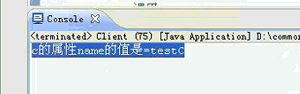 Console
<terminated> Client (75) [Java Application] D:\common
c的属性name的值是=testC